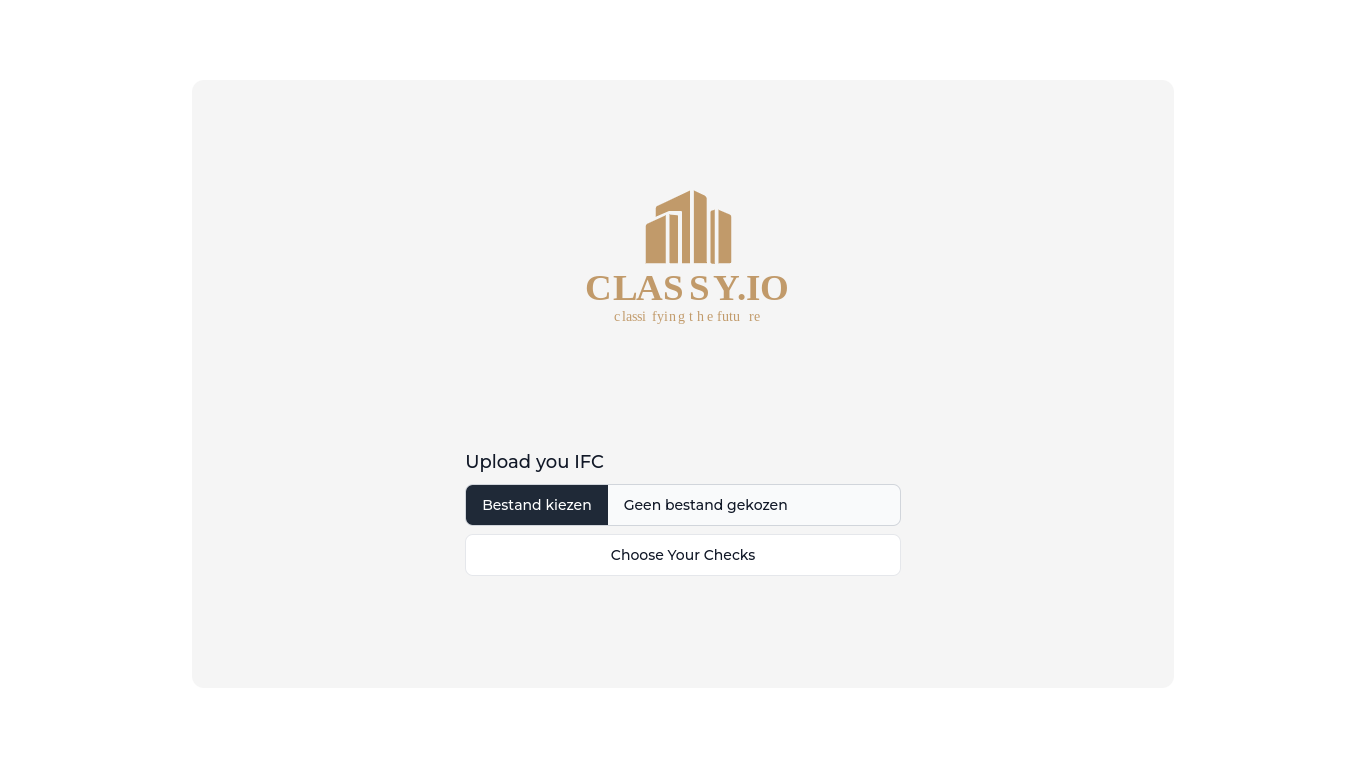 CLASSY.IO
classifying the future
Upload you IFC
Bestand kiezen Geen bestand gekozen
Choose Your Checks